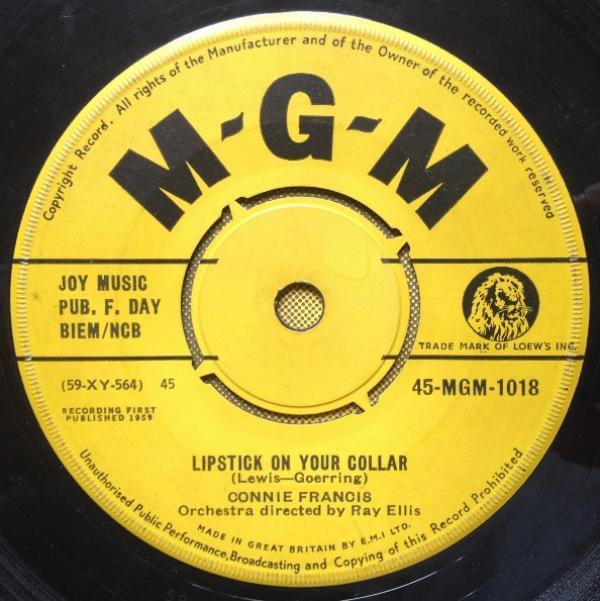 Copyright Record. All rights of the Manufacturer and of the Owner of the recorded work reserved
M-G-M
JOY MUSIC
PUB. F. DAY
BIEM/NCB
TRADE MARK OF LOEW'S INC.
(59-XY-564) 45
45-MGM-1018
RECORDING FIRST
PUBLISHED 1959
LIPSTICK ON YOUR COLLAR
(Lewis—Goerring)
CONNIE FRANCIS
Orchestra directed by Ray Ellis
MADE IN GREAT BRITAIN BY E.M.I LTD.
Unauthorised Public Performance, Broadcasting and Copying of this Record Prohibited